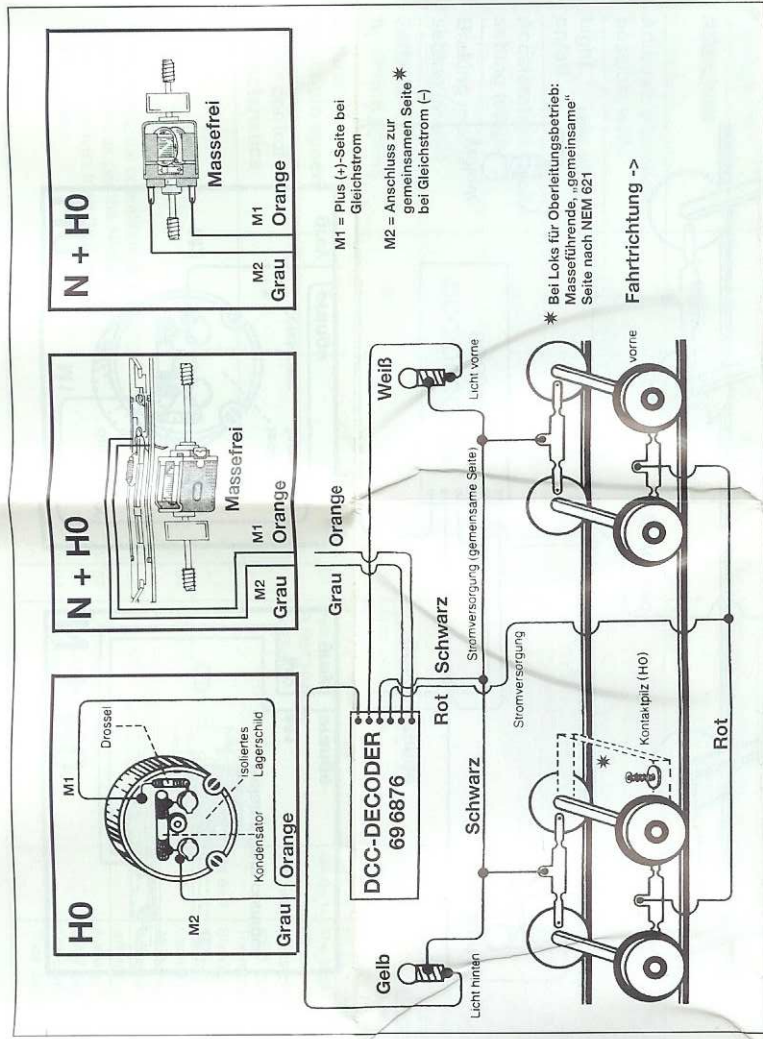 H0
M1
Drossel
isoliertes
Lagerschild
Kondensator
M2
Grau
Orange
N + H0
Massefrei
M2
M1
Grau
Orange
N + H0
Massefrei
M2
M1
Grau
Orange
Grau
Orange
M1 = Plus (+)-Seite bei
Gleichstrom
M2 = Anschluss zur
gemeinsamen Seite✷
bei Gleichstrom (–)
Gelb
Licht hinten
DCC-DECODER
69 6876
Rot
Schwarz
Schwarz
Stromversorgung (gemeinsame Seite)
Weiß
Licht vorne
Stromversorgung
✷ Bei Loks für Oberleitungsbetrieb:
Masseführende, „gemeinsame"
Seite nach NEM 621
Fahrtrichtung ->
✷
Kontaktpilz (H0)
vorne
Rot